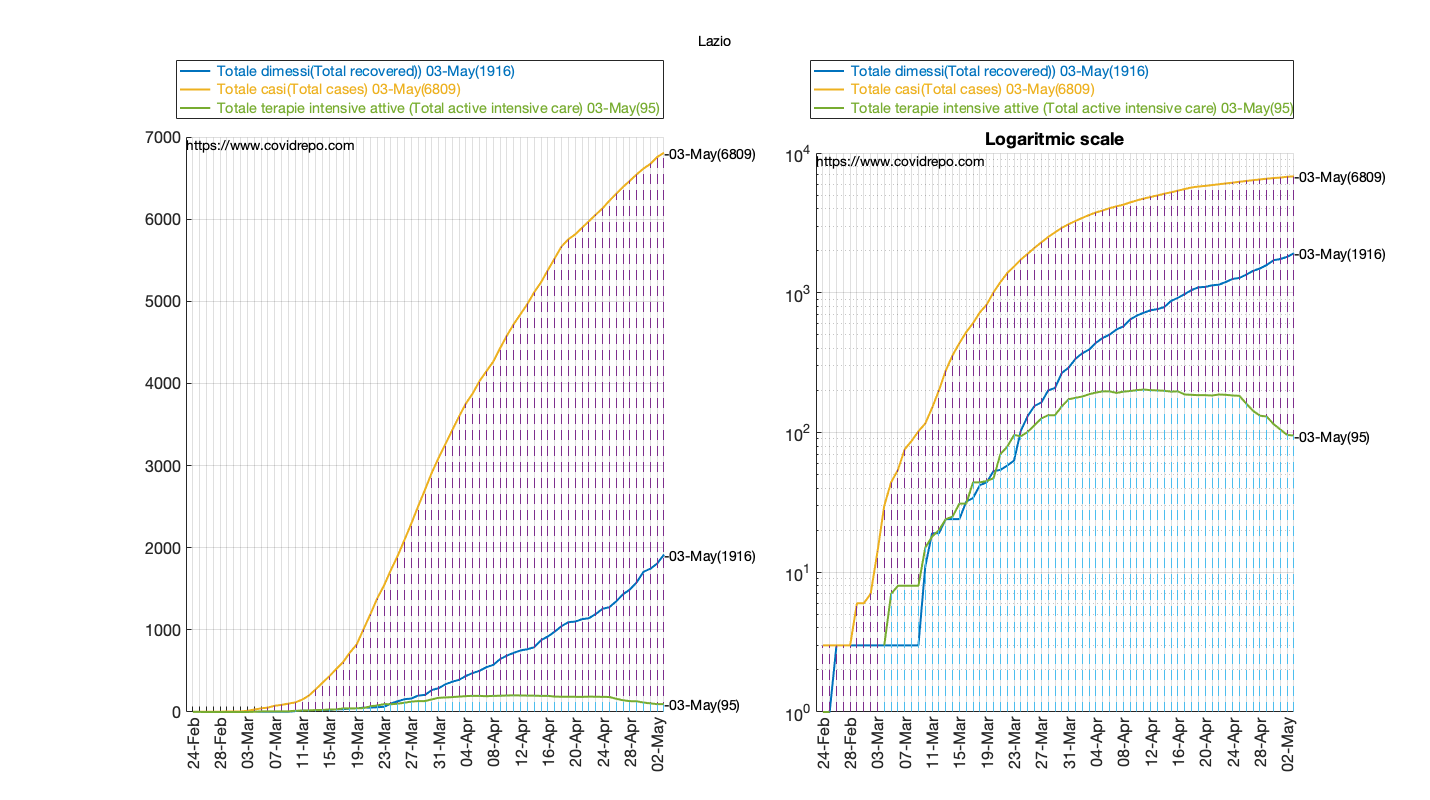 Lazio
Totale dimessi(Total recovered)) 03-May(1916)
Totale casi(Total cases) 03-May(6809)
Totale terapie intensive attive (Total active intensive care) 03-May(95)
https://www.covidrepo.com
7000
6000
5000
4000
3000
2000
1000
0
-03-May(6809)
-03-May(1916)
-03-May(95)
24-Feb
28-Feb
03-Mar
07-Mar
11-Mar
15-Mar
19-Mar
23-Mar
27-Mar
31-Mar
04-Apr
08-Apr
12-Apr
16-Apr
20-Apr
24-Apr
28-Apr
02-May
Totale dimessi(Total recovered)) 03-May(1916)
Totale casi(Total cases) 03-May(6809)
Totale terapie intensive attive (Total active intensive care) 03-May(95)
Logaritmic scale
https://www.covidrepo.com
10^4
10^3
10^2
10^1
10^0
-03-May(6809)
-03-May(1916)
-03-May(95)
24-Feb
28-Feb
03-Mar
07-Mar
11-Mar
15-Mar
19-Mar
23-Mar
27-Mar
31-Mar
04-Apr
08-Apr
12-Apr
16-Apr
20-Apr
24-Apr
28-Apr
02-May